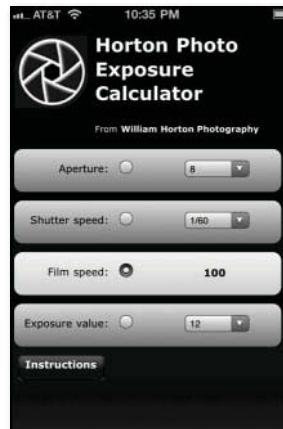 AT&T 10:35 PM
Horton Photo
Exposure
Calculator
From William Horton Photography
Aperture: 8
Shutter speed: 1/60
Film speed: 100
Exposure value: 12
Instructions